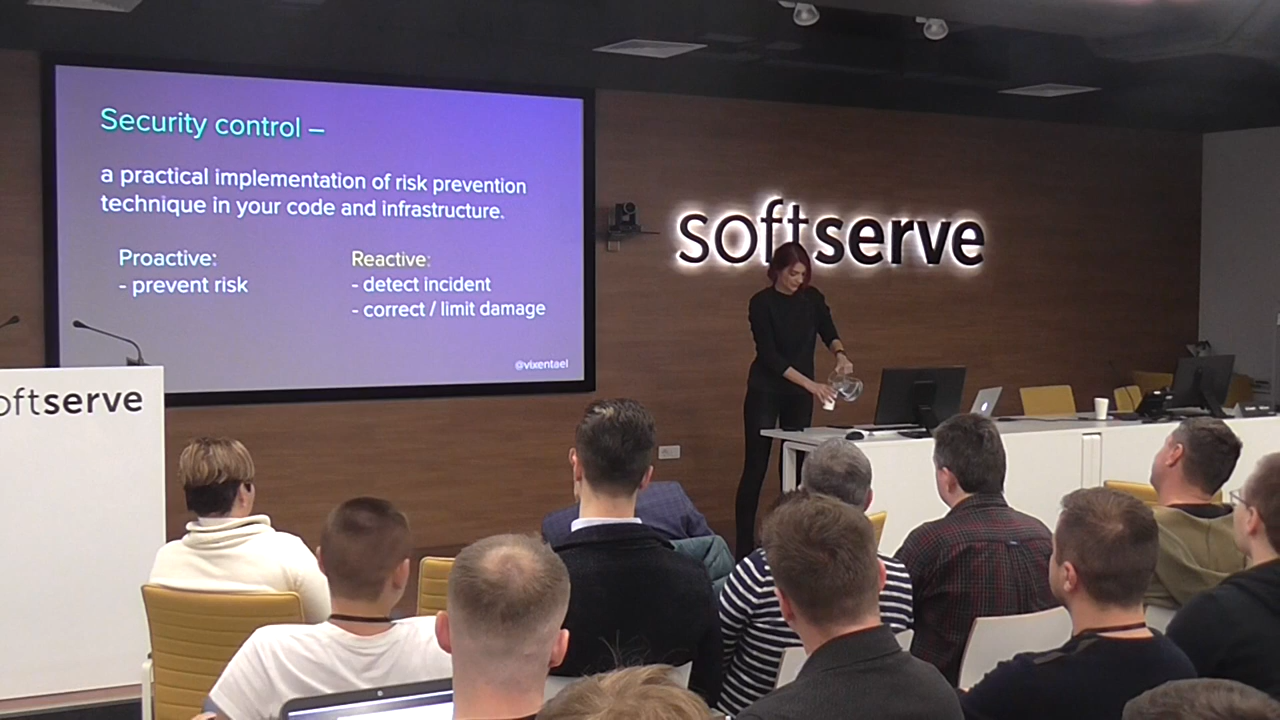 Security control –
a practical implementation of risk prevention
technique in your code and infrastructure.
Proactive:
- prevent risk
Reactive:
- detect incident
- correct / limit damage
@vixentael
softserve
oftserve